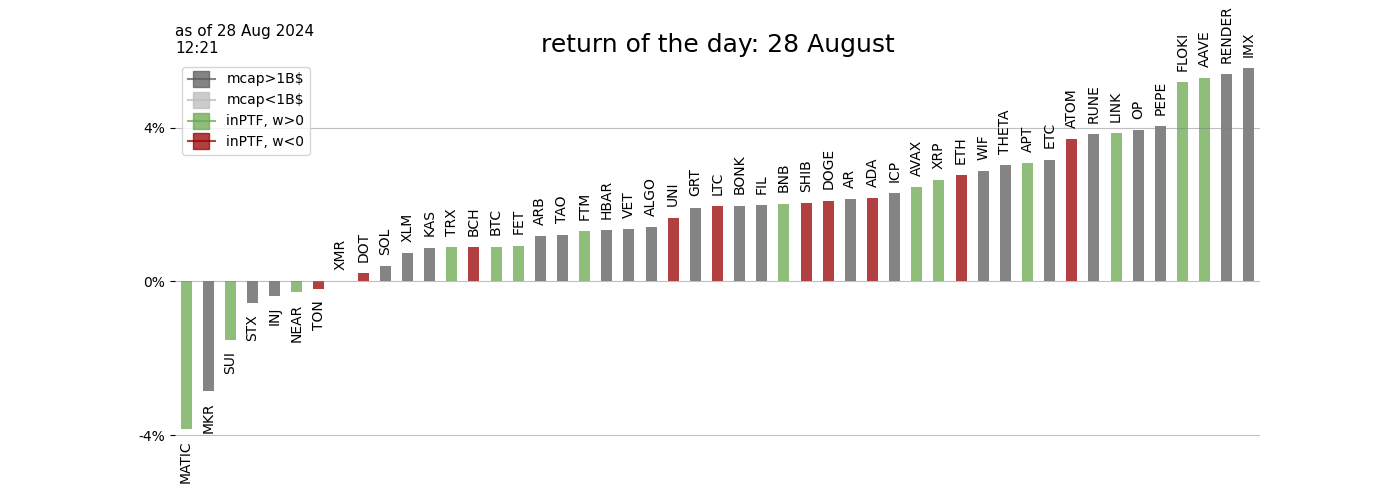 as of 28 Aug 2024
12:21
return of the day: 28 August
mcap>1B$
mcap<1B$
inPTF, w>0
inPTF, w<0
4%
0%
-4%
MATIC
MKR
SUI
STX
INJ
NEAR
TON
XMR
DOT
SOL
XLM
KAS
TRX
BCH
BTC
FET
ARB
TAO
FTM
HBAR
VET
ALGO
UNI
GRT
LTC
BONK
FIL
BNB
SHIB
DOGE
AR
ADA
ICP
AVAX
XRP
ETH
WIF
THETA
APT
ETC
ATOM
RUNE
LINK
OP
PEPE
FLOKI
AAVE
RENDER
IMX